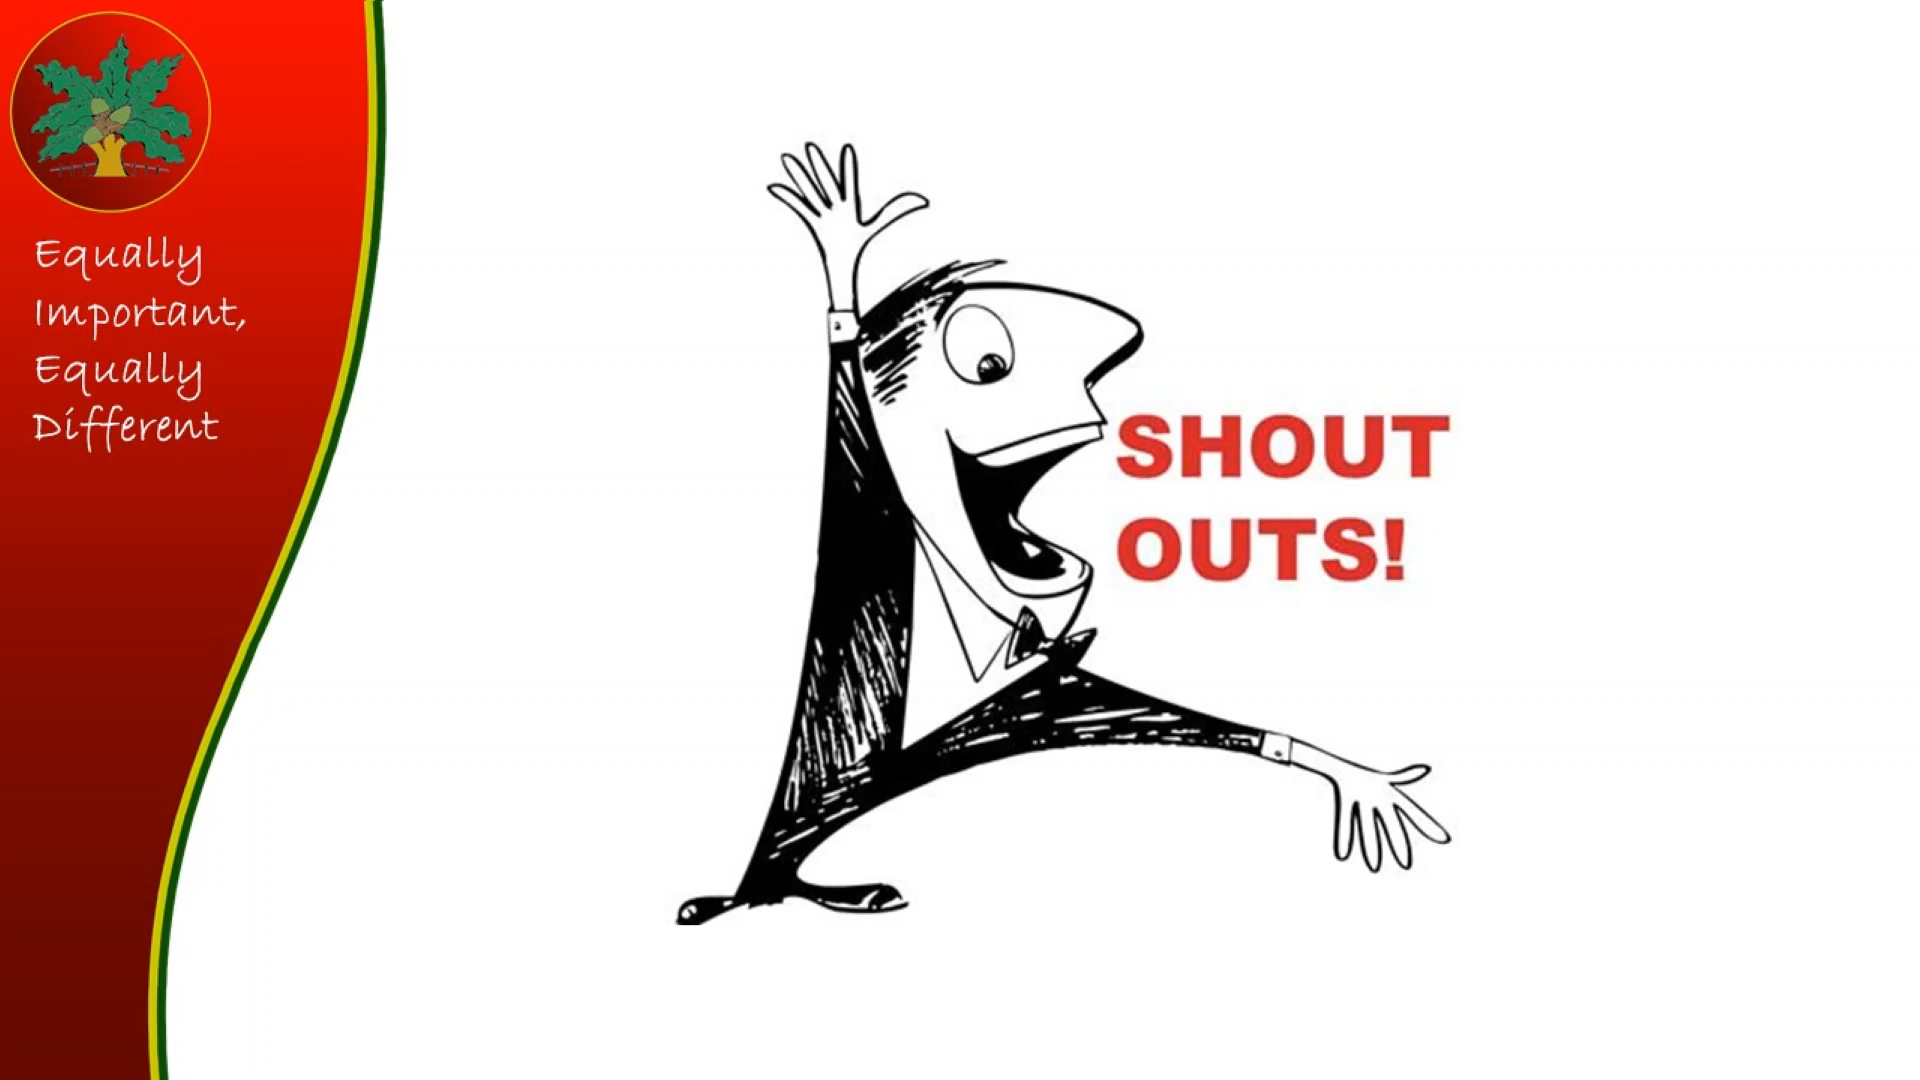 Equally
Important,
Equally
Different
SHOUT
OUTS!